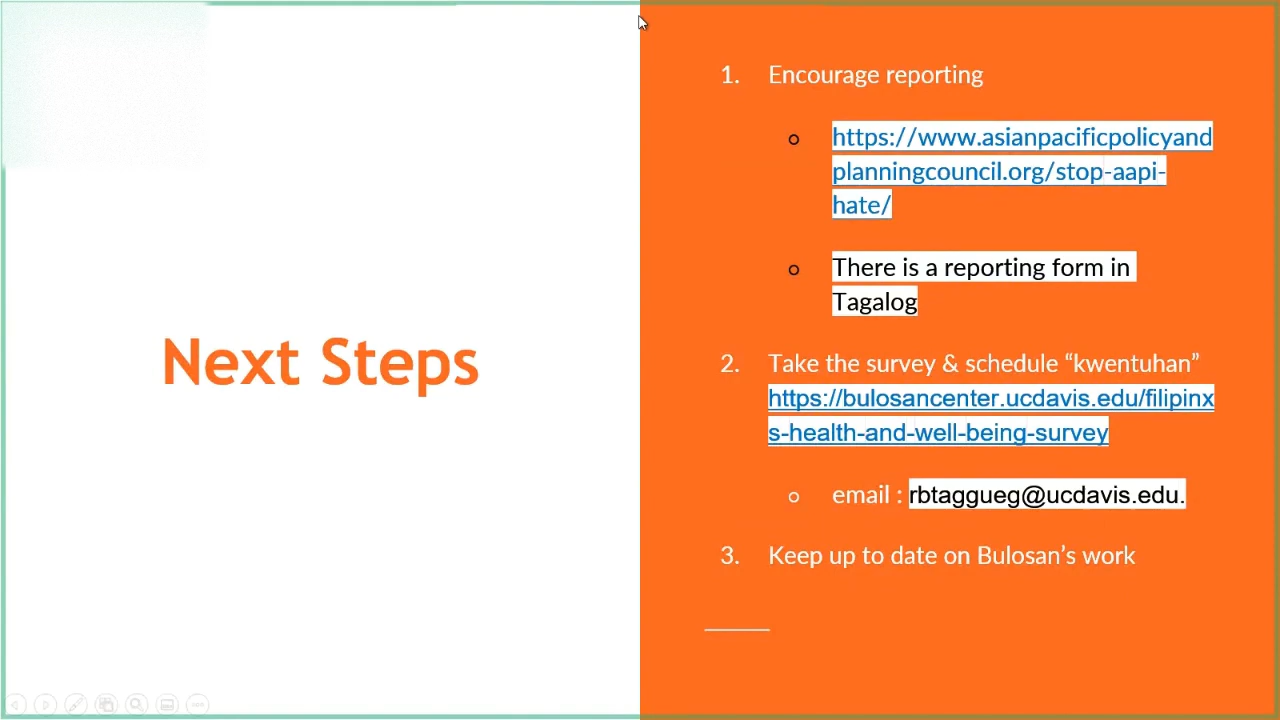 Next Steps
1. Encourage reporting
https://www.asianpacificpolicyand
planningcouncil.org/stop-aapi-
hate/
There is a reporting form in
Tagalog
2. Take the survey & schedule “kwentuhan”
https://bulosancenter.ucdavis.edu/filipinx
s-health-and-well-being-survey
email : rbtaggueg@ucdavis.edu.
3. Keep up to date on Bulosan’s work